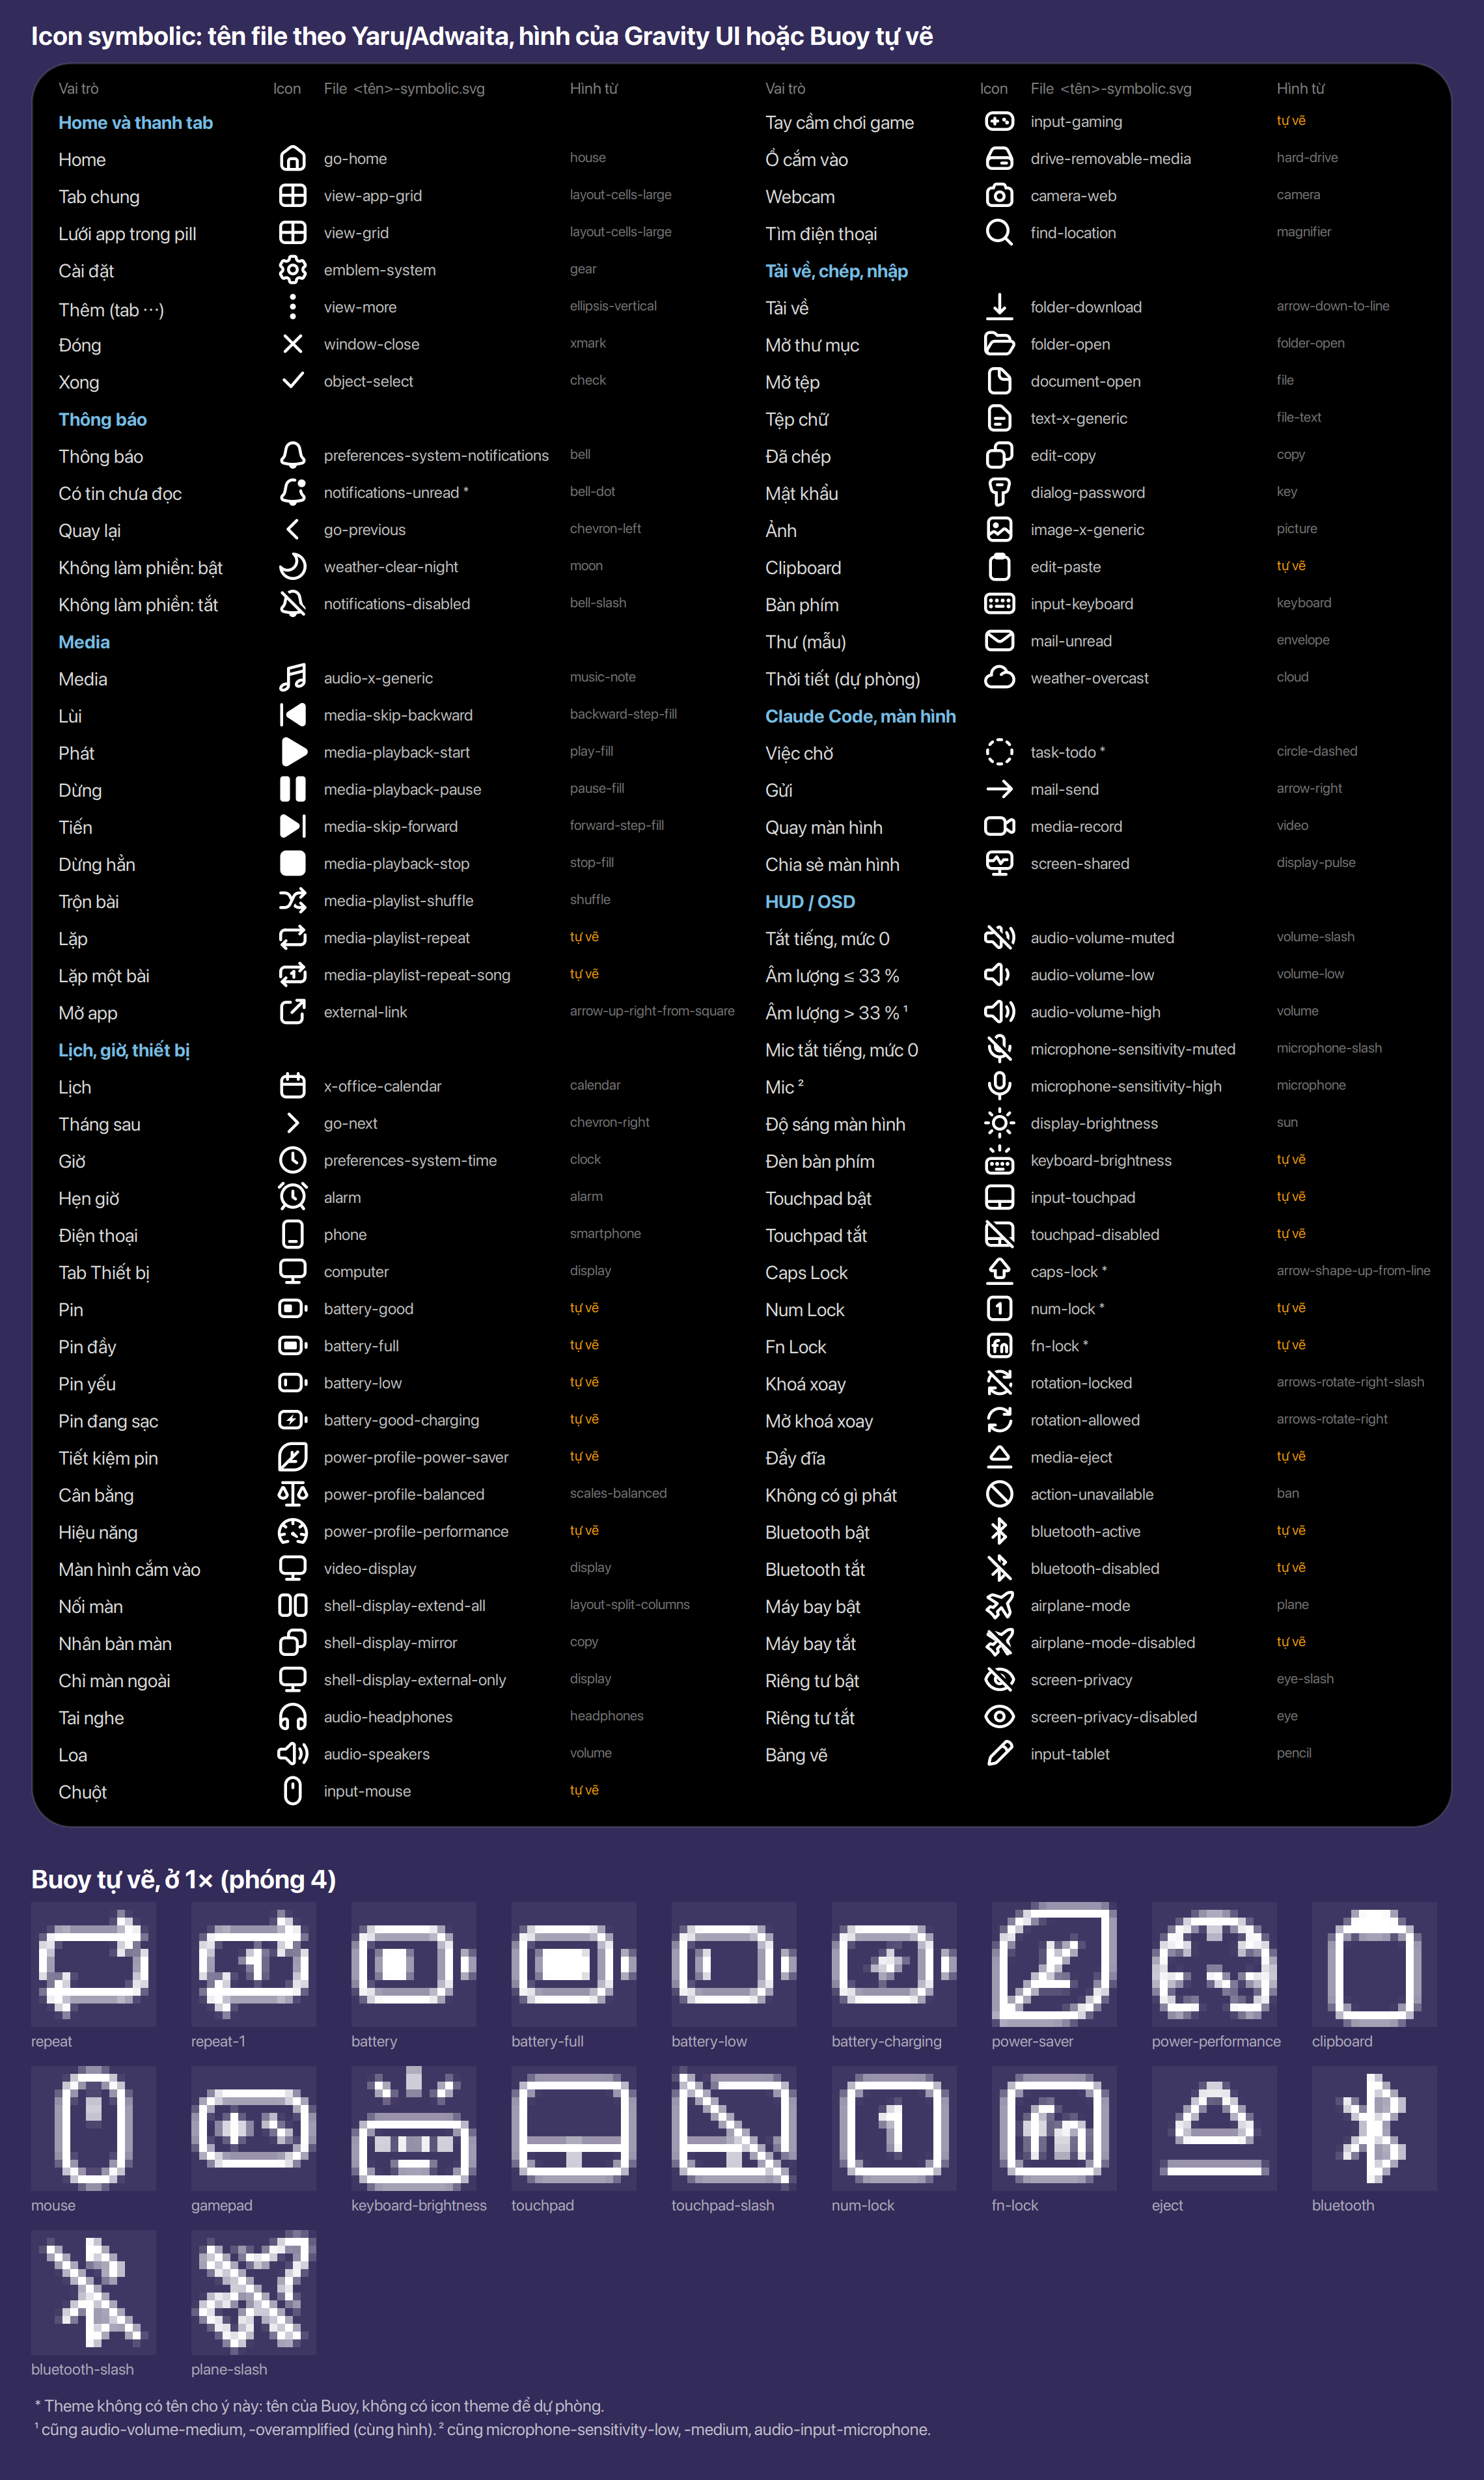 Icon symbolic: tên file theo Yaru/Adwaita, hình của Gravity UI hoặc Buoy tự vẽ
Vai trò Icon File <tên>-symbolic.svg Hình từ
Home và thanh tab
Home go-home house
Tab chung view-app-grid layout-cells-large
Lưới app trong pill view-grid layout-cells-large
Cài đặt emblem-system gear
Thêm (tab ⋯) view-more ellipsis-vertical
Đóng window-close xmark
Xong object-select check
Thông báo
Thông báo preferences-system-notifications bell
Có tin chưa đọc notifications-unread * bell-dot
Quay lại go-previous chevron-left
Không làm phiền: bật weather-clear-night moon
Không làm phiền: tắt notifications-disabled bell-slash
Media
Media audio-x-generic music-note
Lùi media-skip-backward backward-step-fill
Phát media-playback-start play-fill
Dừng media-playback-pause pause-fill
Tiến media-skip-forward forward-step-fill
Dừng hẳn media-playback-stop stop-fill
Trộn bài media-playlist-shuffle shuffle
Lặp media-playlist-repeat tự vẽ
Lặp một bài media-playlist-repeat-song tự vẽ
Mở app external-link arrow-up-right-from-square
Lịch, giờ, thiết bị
Lịch x-office-calendar calendar
Tháng sau go-next chevron-right
Giờ preferences-system-time clock
Hẹn giờ alarm alarm
Điện thoại phone smartphone
Tab Thiết bị computer display
Pin battery-good tự vẽ
Pin đầy battery-full tự vẽ
Pin yếu battery-low tự vẽ
Pin đang sạc battery-good-charging tự vẽ
Tiết kiệm pin power-profile-power-saver tự vẽ
Cân bằng power-profile-balanced scales-balanced
Hiệu năng power-profile-performance tự vẽ
Màn hình cắm vào video-display display
Nối màn shell-display-extend-all layout-split-columns
Nhân bản màn shell-display-mirror copy
Chỉ màn ngoài shell-display-external-only display
Tai nghe audio-headphones headphones
Loa audio-speakers volume
Chuột input-mouse tự vẽ
Vai trò Icon File <tên>-symbolic.svg Hình từ
Tay cầm chơi game input-gaming tự vẽ
Ổ cắm vào drive-removable-media hard-drive
Webcam camera-web camera
Tìm điện thoại find-location magnifier
Tải về, chép, nhập
Tải về folder-download arrow-down-to-line
Mở thư mục folder-open folder-open
Mở tệp document-open file
Tệp chữ text-x-generic file-text
Đã chép edit-copy copy
Mật khẩu dialog-password key
Ảnh image-x-generic picture
Clipboard edit-paste tự vẽ
Bàn phím input-keyboard keyboard
Thư (mẫu) mail-unread envelope
Thời tiết (dự phòng) weather-overcast cloud
Claude Code, màn hình
Việc chờ task-todo * circle-dashed
Gửi mail-send arrow-right
Quay màn hình media-record video
Chia sẻ màn hình screen-shared display-pulse
HUD / OSD
Tắt tiếng, mức 0 audio-volume-muted volume-slash
Âm lượng ≤ 33 % audio-volume-low volume-low
Âm lượng > 33 % ¹ audio-volume-high volume
Mic tắt tiếng, mức 0 microphone-sensitivity-muted microphone-slash
Mic ² microphone-sensitivity-high microphone
Độ sáng màn hình display-brightness sun
Đèn bàn phím keyboard-brightness tự vẽ
Touchpad bật input-touchpad tự vẽ
Touchpad tắt touchpad-disabled tự vẽ
Caps Lock caps-lock * arrow-shape-up-from-line
Num Lock num-lock * tự vẽ
Fn Lock fn-lock * tự vẽ
Khoá xoay rotation-locked arrows-rotate-right-slash
Mở khoá xoay rotation-allowed arrows-rotate-right
Đẩy đĩa media-eject tự vẽ
Không có gì phát action-unavailable ban
Bluetooth bật bluetooth-active tự vẽ
Bluetooth tắt bluetooth-disabled tự vẽ
Máy bay bật airplane-mode plane
Máy bay tắt airplane-mode-disabled tự vẽ
Riêng tư bật screen-privacy eye-slash
Riêng tư tắt screen-privacy-disabled eye
Bảng vẽ input-tablet pencil
Buoy tự vẽ, ở 1× (phóng 4)
repeat repeat-1 battery battery-full battery-low battery-charging power-saver power-performance clipboard
mouse gamepad keyboard-brightness touchpad touchpad-slash num-lock fn-lock eject bluetooth
bluetooth-slash plane-slash
* Theme không có tên cho ý này: tên của Buoy, không có icon theme để dự phòng.
¹ cũng audio-volume-medium, -overamplified (cùng hình). ² cũng microphone-sensitivity-low, -medium, audio-input-microphone.